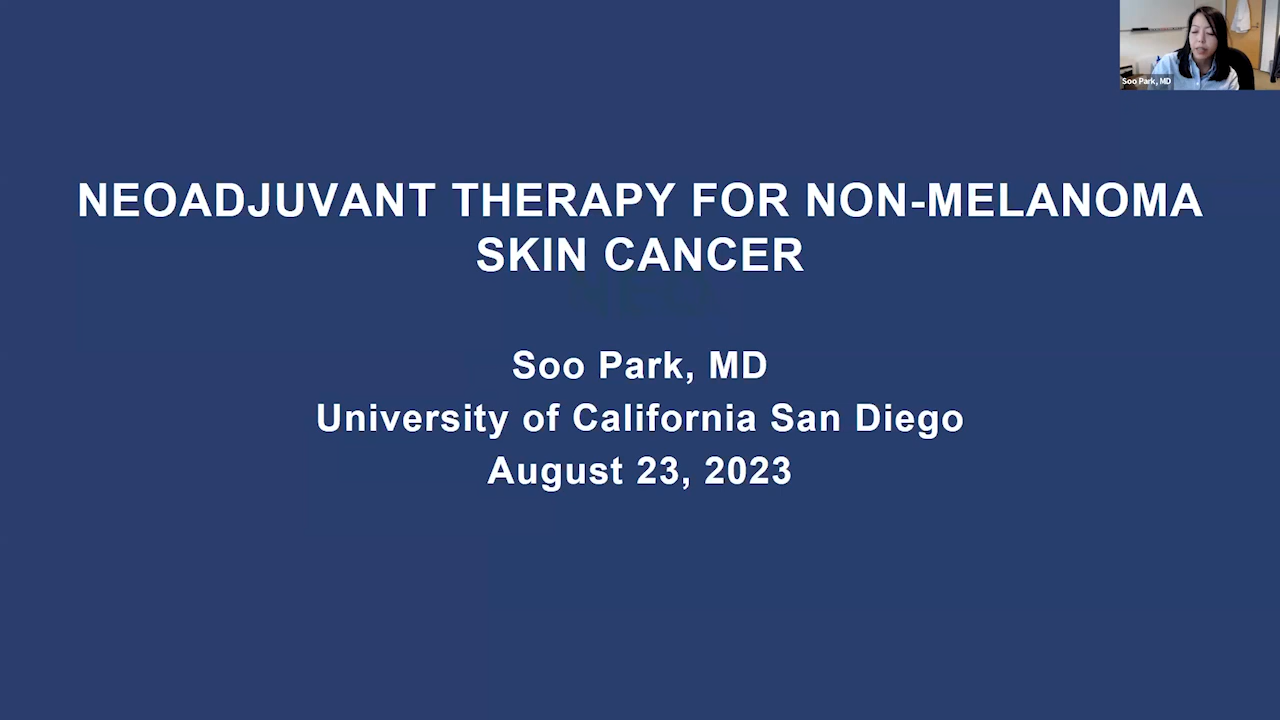 Soo Park, MD
NEOADJUVANT THERAPY FOR NON-MELANOMA
SKIN CANCER
Soo Park, MD
University of California San Diego
August 23, 2023